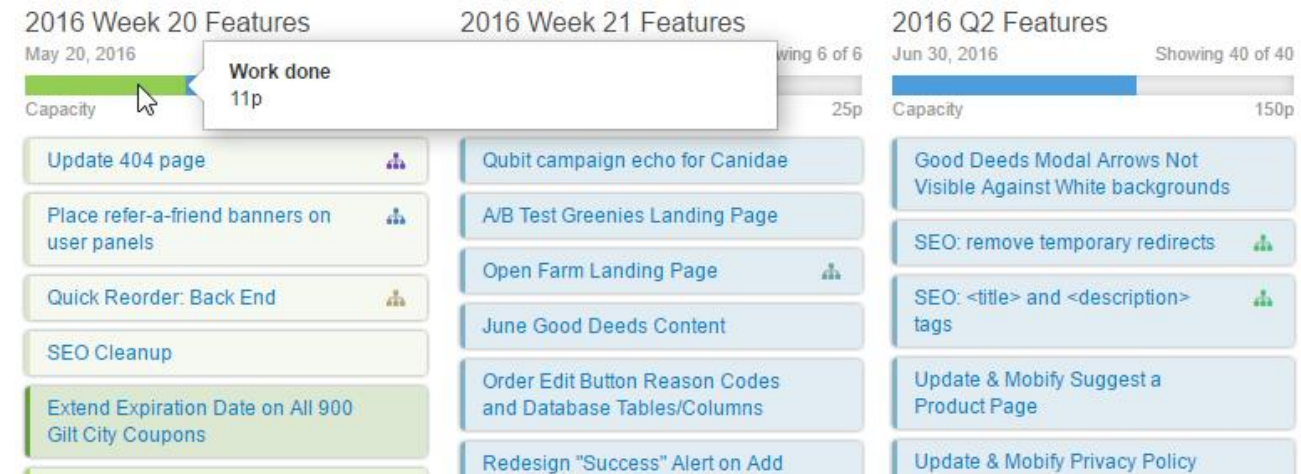 2016 Week 20 Features
May 20, 2016
Work done
11p
Capacity
Update 404 page
Place refer-a-friend banners on
user panels
Quick Reorder: Back End
SEO Cleanup
Extend Expiration Date on All 900
Gilt City Coupons
2016 Week 21 Features
wing 6 of 6
25p
Qubit campaign echo for Canidae
A/B Test Greenies Landing Page
Open Farm Landing Page
June Good Deeds Content
Order Edit Button Reason Codes
and Database Tables/Columns
Redesign "Success" Alert on Add
2016 Q2 Features
Jun 30, 2016 Showing 40 of 40
Capacity 150p
Good Deeds Modal Arrows Not
Visible Against White backgrounds
SEO: remove temporary redirects
SEO: <title> and <description>
tags
Update & Mobify Suggest a
Product Page
Update & Mobify Privacy Policy